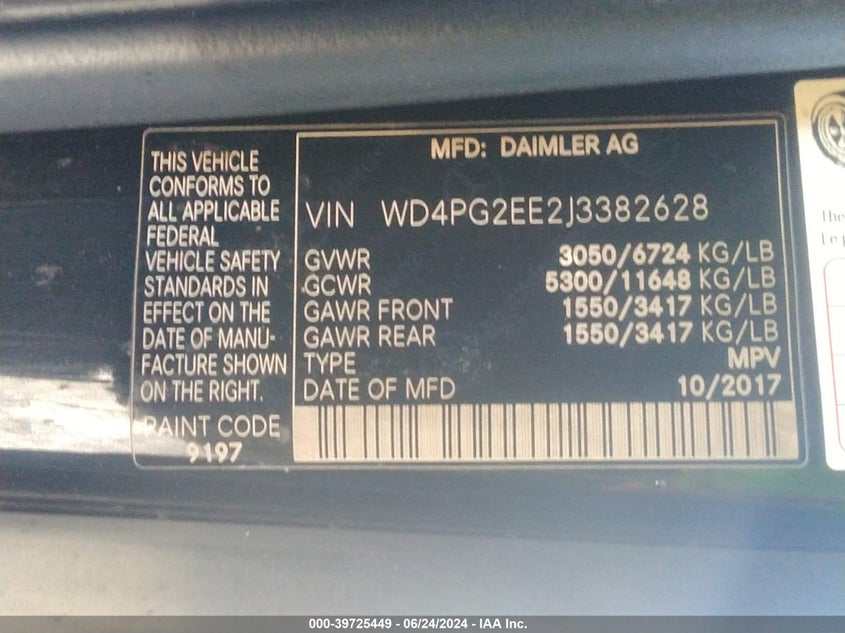 THIS VEHICLE
CONFORMS TO
ALL APPLICABLE
FEDERAL
VEHICLE SAFETY
STANDARDS IN
EFFECT ON THE
DATE OF MANU-
FACTURE SHOWN
ON THE RIGHT.
PAINT CODE
9197
MFD: DAIMLER AG
VIN WD4PG2EE2J3382628
GVWR 3050/6724 KG/LB
GCWR 5300/11648 KG/LB
GAWR FRONT 1550/3417 KG/LB
GAWR REAR 1550/3417 KG/LB
TYPE MPV
DATE OF MFD 10/2017
The
Le p
000-39725449 - 06/24/2024 - IAA Inc.